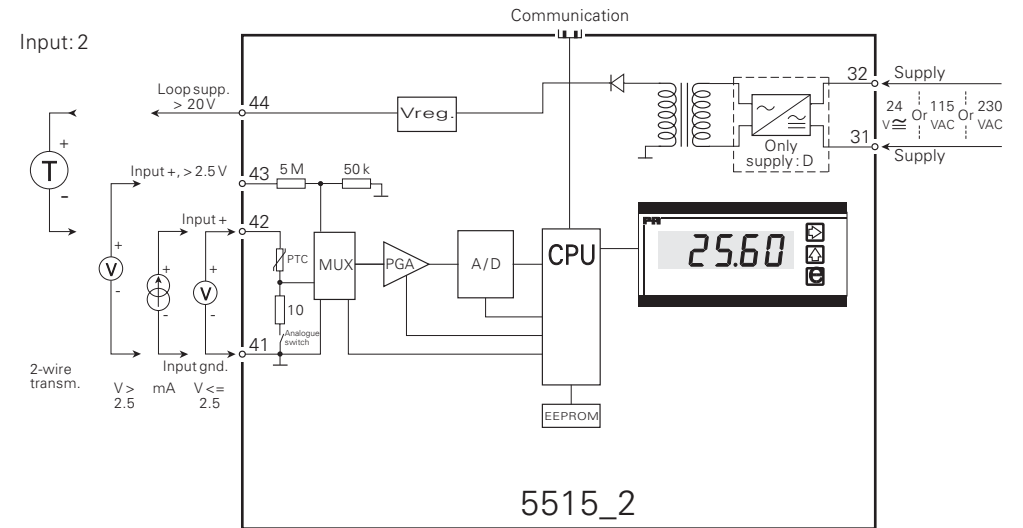 Communication
Input: 2
Loop supp.
> 20 V
44
Vreg.
32
Supply
24
V≅
Or
115
VAC
Or
230
VAC
31
Supply
Only
supply : D
Input +, > 2.5 V
43
5 M
50 k
T
+
-
Input +
42
PTC
MUX
PGA
A/D
CPU
PR
25.60
e
+
V
-
+
-
+
V
-
10
Analogue
switch
41
Input gnd.
2-wire
transm.
V >
2.5
mA
V <=
2.5
EEPROM
5515_2